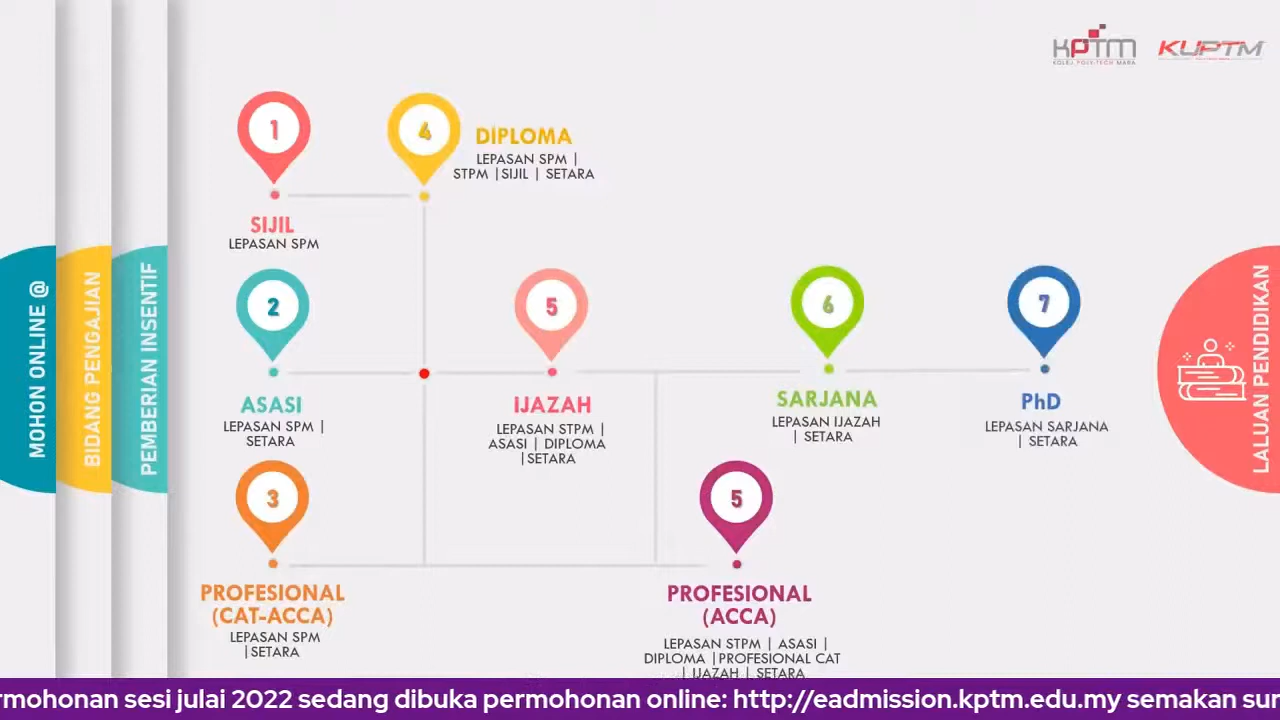 KPTM
KOLEJ POLY-TECH MARA
KUPTM
1
4
DIPLOMA
LEPASAN SPM |
STPM |SIJIL | SETARA
SIJIL
LEPASAN SPM
MOHON ONLINE @
BIDANG PENGAJIAN
PEMBERIAN INSENTIF
2
5
6
7
LALUAN PENDIDIKAN
ASASI
LEPASAN SPM |
SETARA
IJAZAH
LEPASAN STPM |
ASASI | DIPLOMA
|SETARA
SARJANA
LEPASAN IJAZAH
| SETARA
PhD
LEPASAN SARJANA
| SETARA
3
5
PROFESIONAL
(CAT-ACCA)
LEPASAN SPM
|SETARA
PROFESIONAL
(ACCA)
LEPASAN STPM | ASASI |
DIPLOMA |PROFESIONAL CAT
| IJAZAH | SETARA
rmohonan sesi julai 2022 sedang dibuka permohonan online: http://eadmission.kptm.edu.my semakan sur